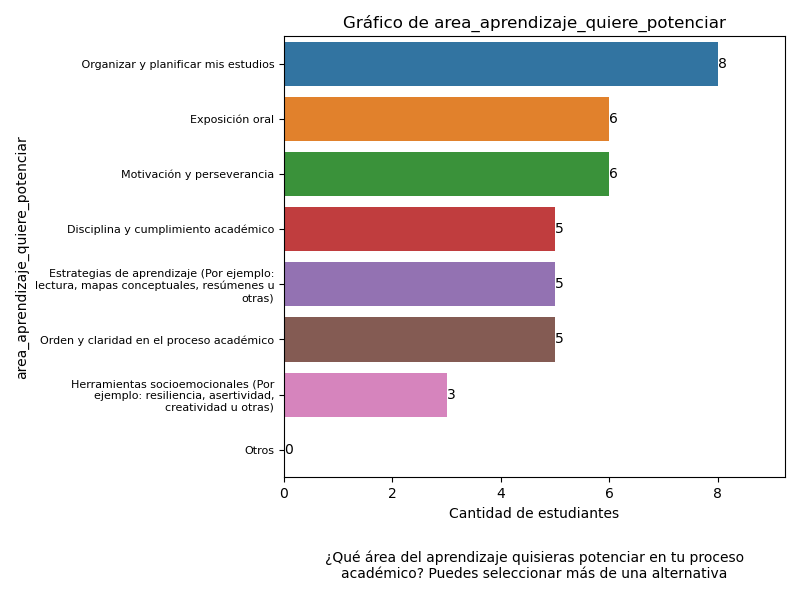 Gráfico de area_aprendizaje_quiere_potenciar
area_aprendizaje_quiere_potenciar
Organizar y planificar mis estudios
8
Exposición oral
6
Motivación y perseverancia
6
Disciplina y cumplimiento académico
5
Estrategias de aprendizaje (Por ejemplo:
lectura, mapas conceptuales, resúmenes u
otras)
5
Orden y claridad en el proceso académico
5
Herramientas socioemocionales (Por
ejemplo: resiliencia, asertividad,
creatividad u otras)
3
Otros
0
0 2 4 6 8
Cantidad de estudiantes
¿Qué área del aprendizaje quisieras potenciar en tu proceso
académico? Puedes seleccionar más de una alternativa